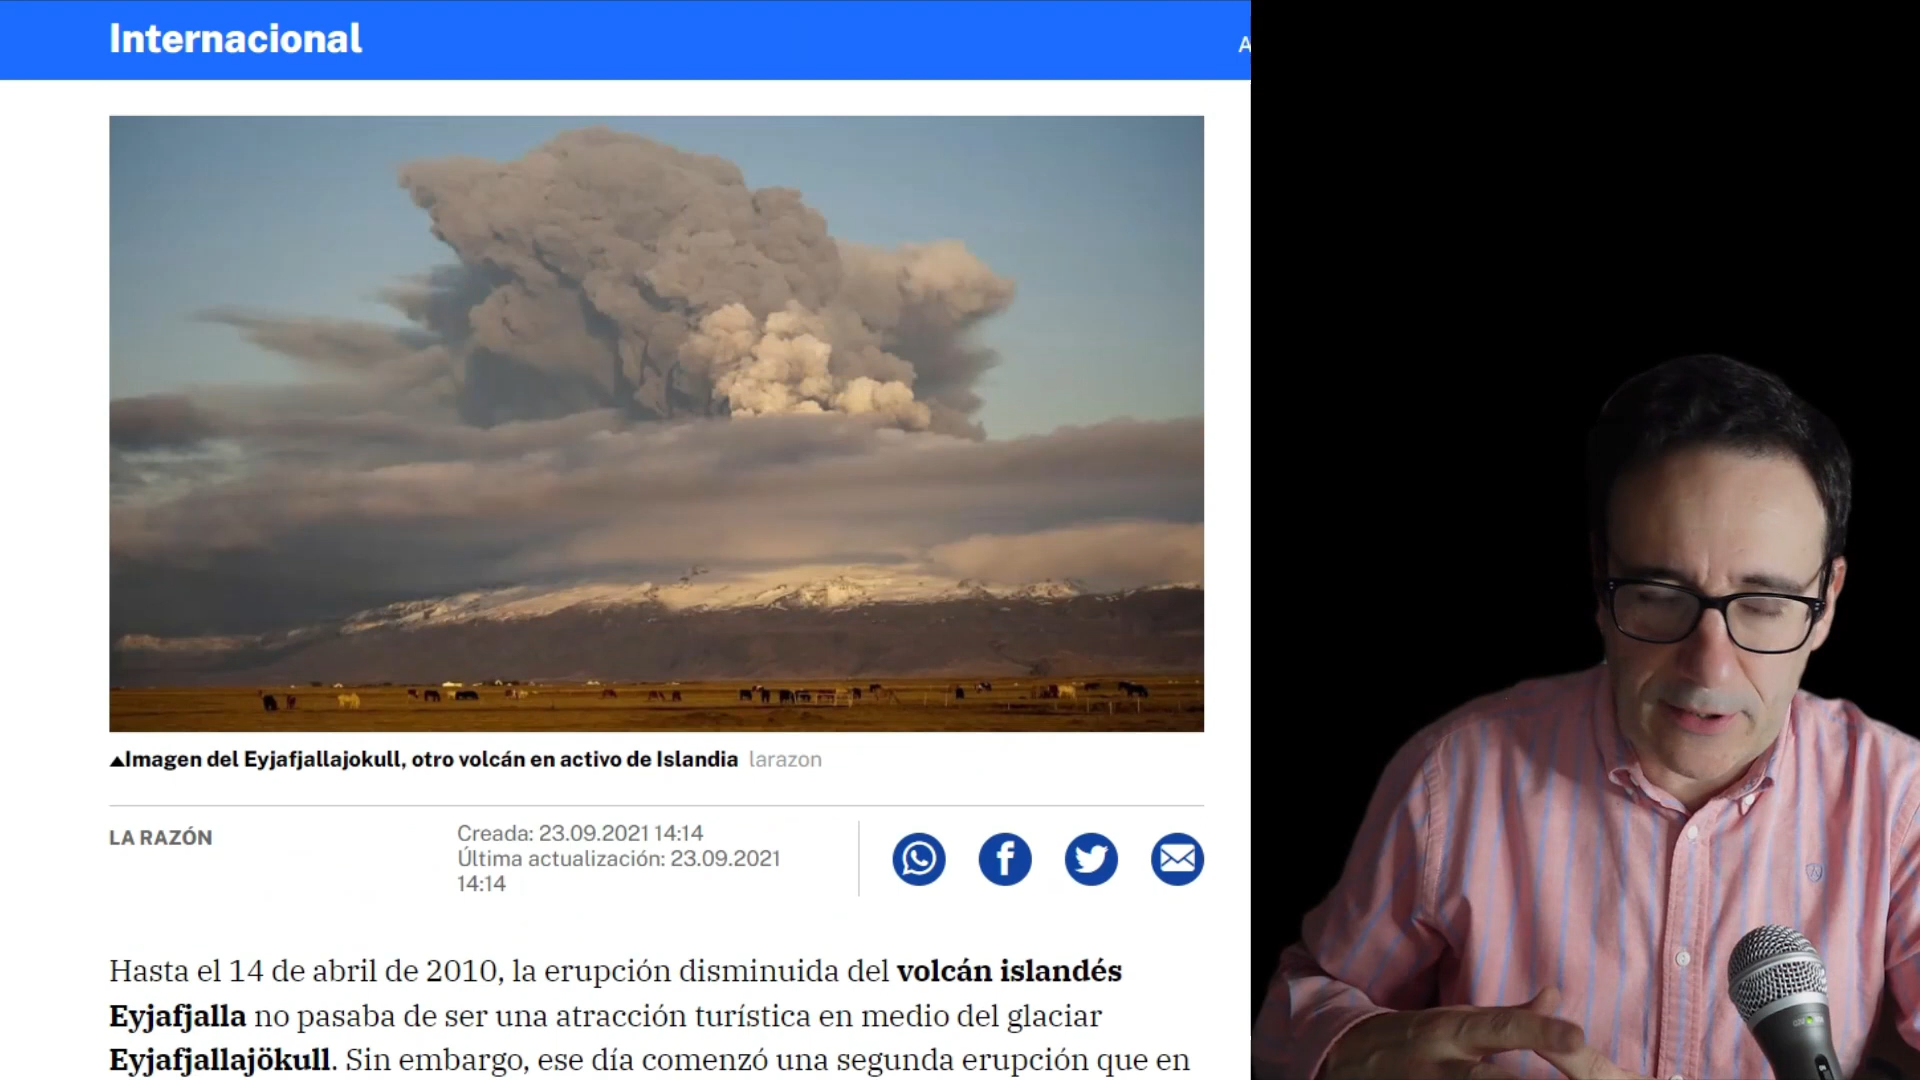 Internacional
A
▲Imagen del Eyjafjallajokull, otro volcán en activo de Islandia larazon
LA RAZÓN
Creada: 23.09.2021 14:14
Última actualización: 23.09.2021
14:14
Hasta el 14 de abril de 2010, la erupción disminuida del volcán islandés
Eyjafjalla no pasaba de ser una atracción turística en medio del glaciar
Eyjafjallajökull. Sin embargo, ese día comenzó una segunda erupción que en